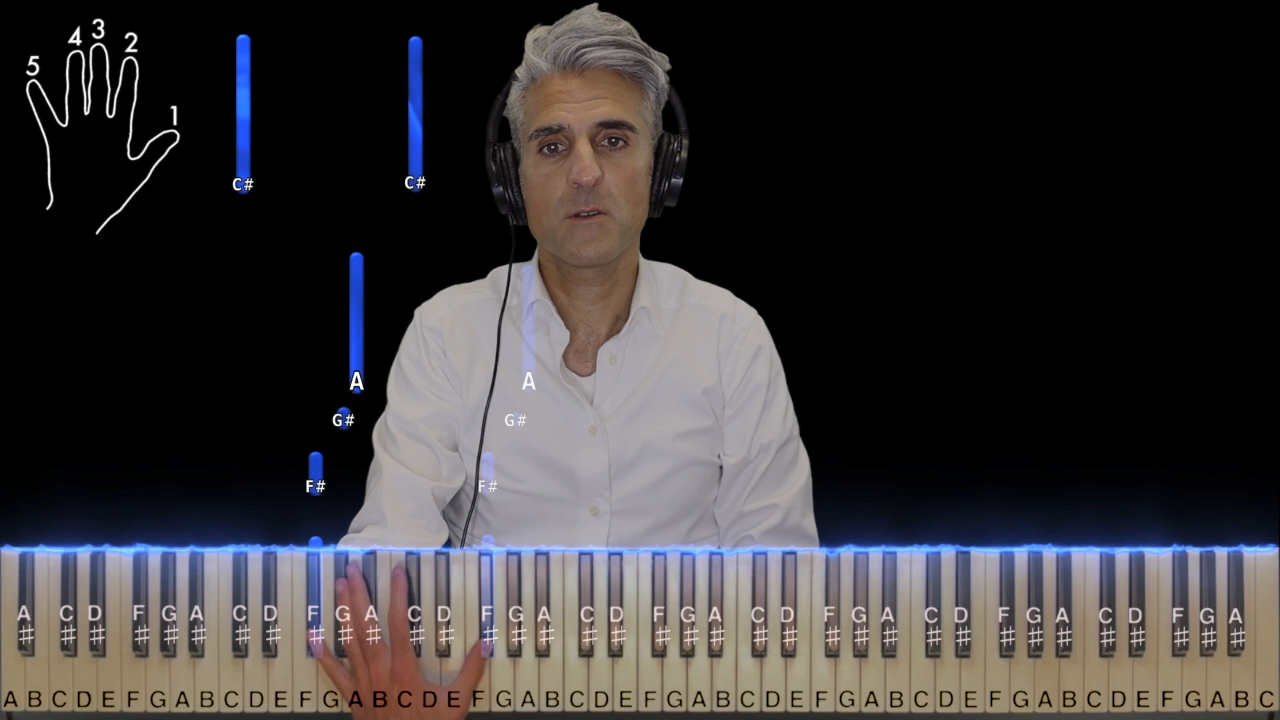 5 4 3 2 1
C# C#
A A
G# G#
F# F#
A C D F G A C D F G A C D F G A C D F G A C D F G A C D F G A
# # # # # # # # # # # # # # # # # # # # # # # # # # # # # # #
A B C D E F G A B C D E F G A B C D E F G A B C D E F G A B C D E F G A B C D E F G A B C